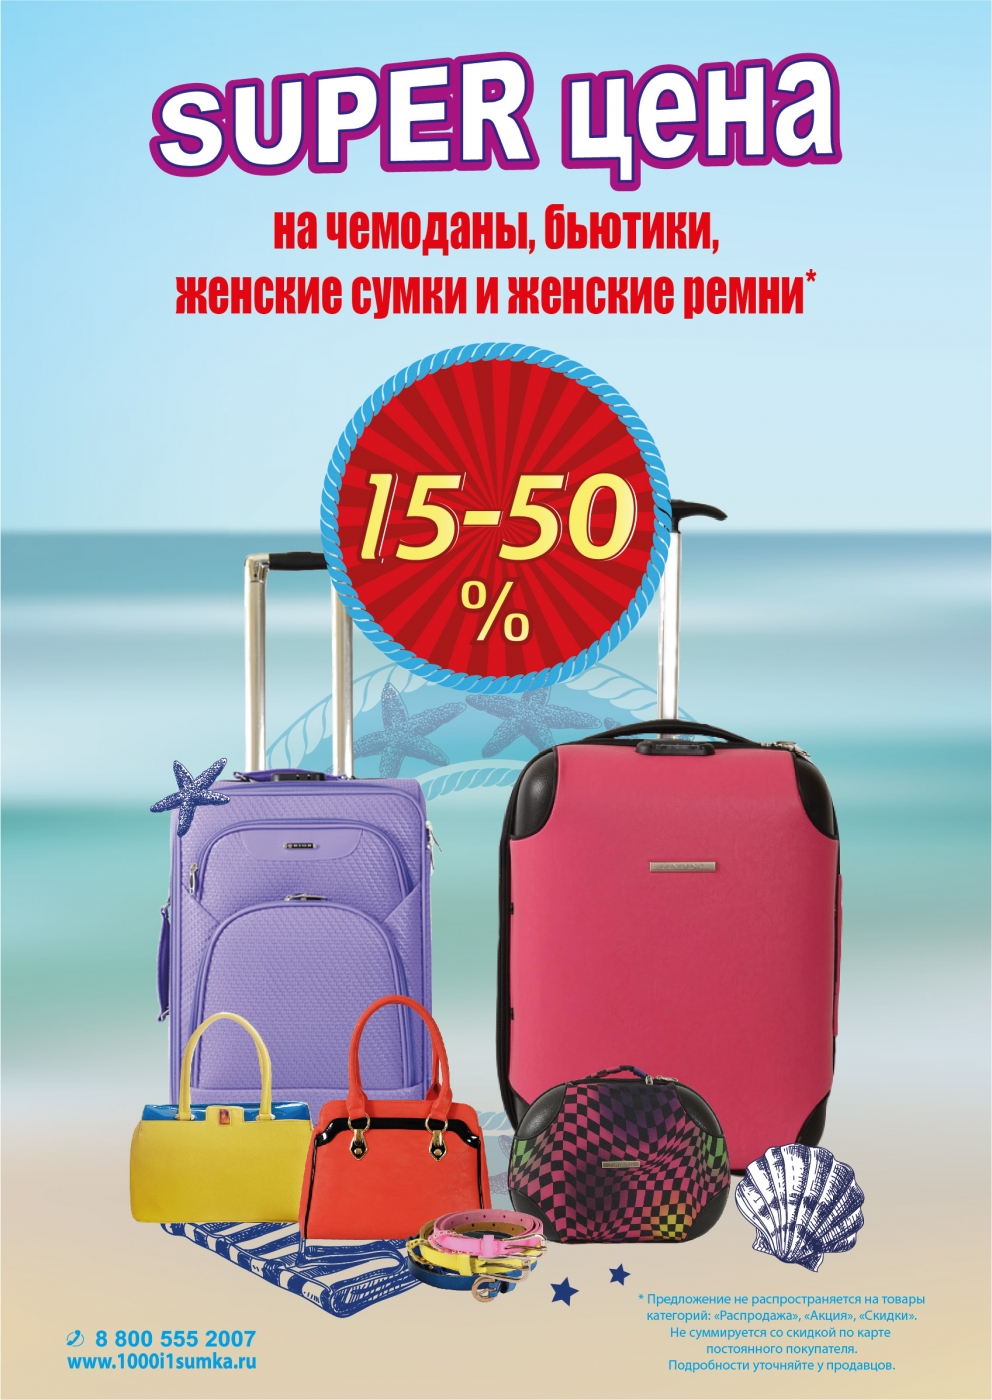 SUPER цена
на чемоданы, бьютики,
женские сумки и женские ремни*
15-50
%
* Предложение не распространяется на товары
категорий: «Распродажа», «Акция», «Скидки».
Не суммируется со скидкой по карте
постоянного покупателя.
Подробности уточняйте у продавцов.
8 800 555 2007
www.1000i1sumka.ru